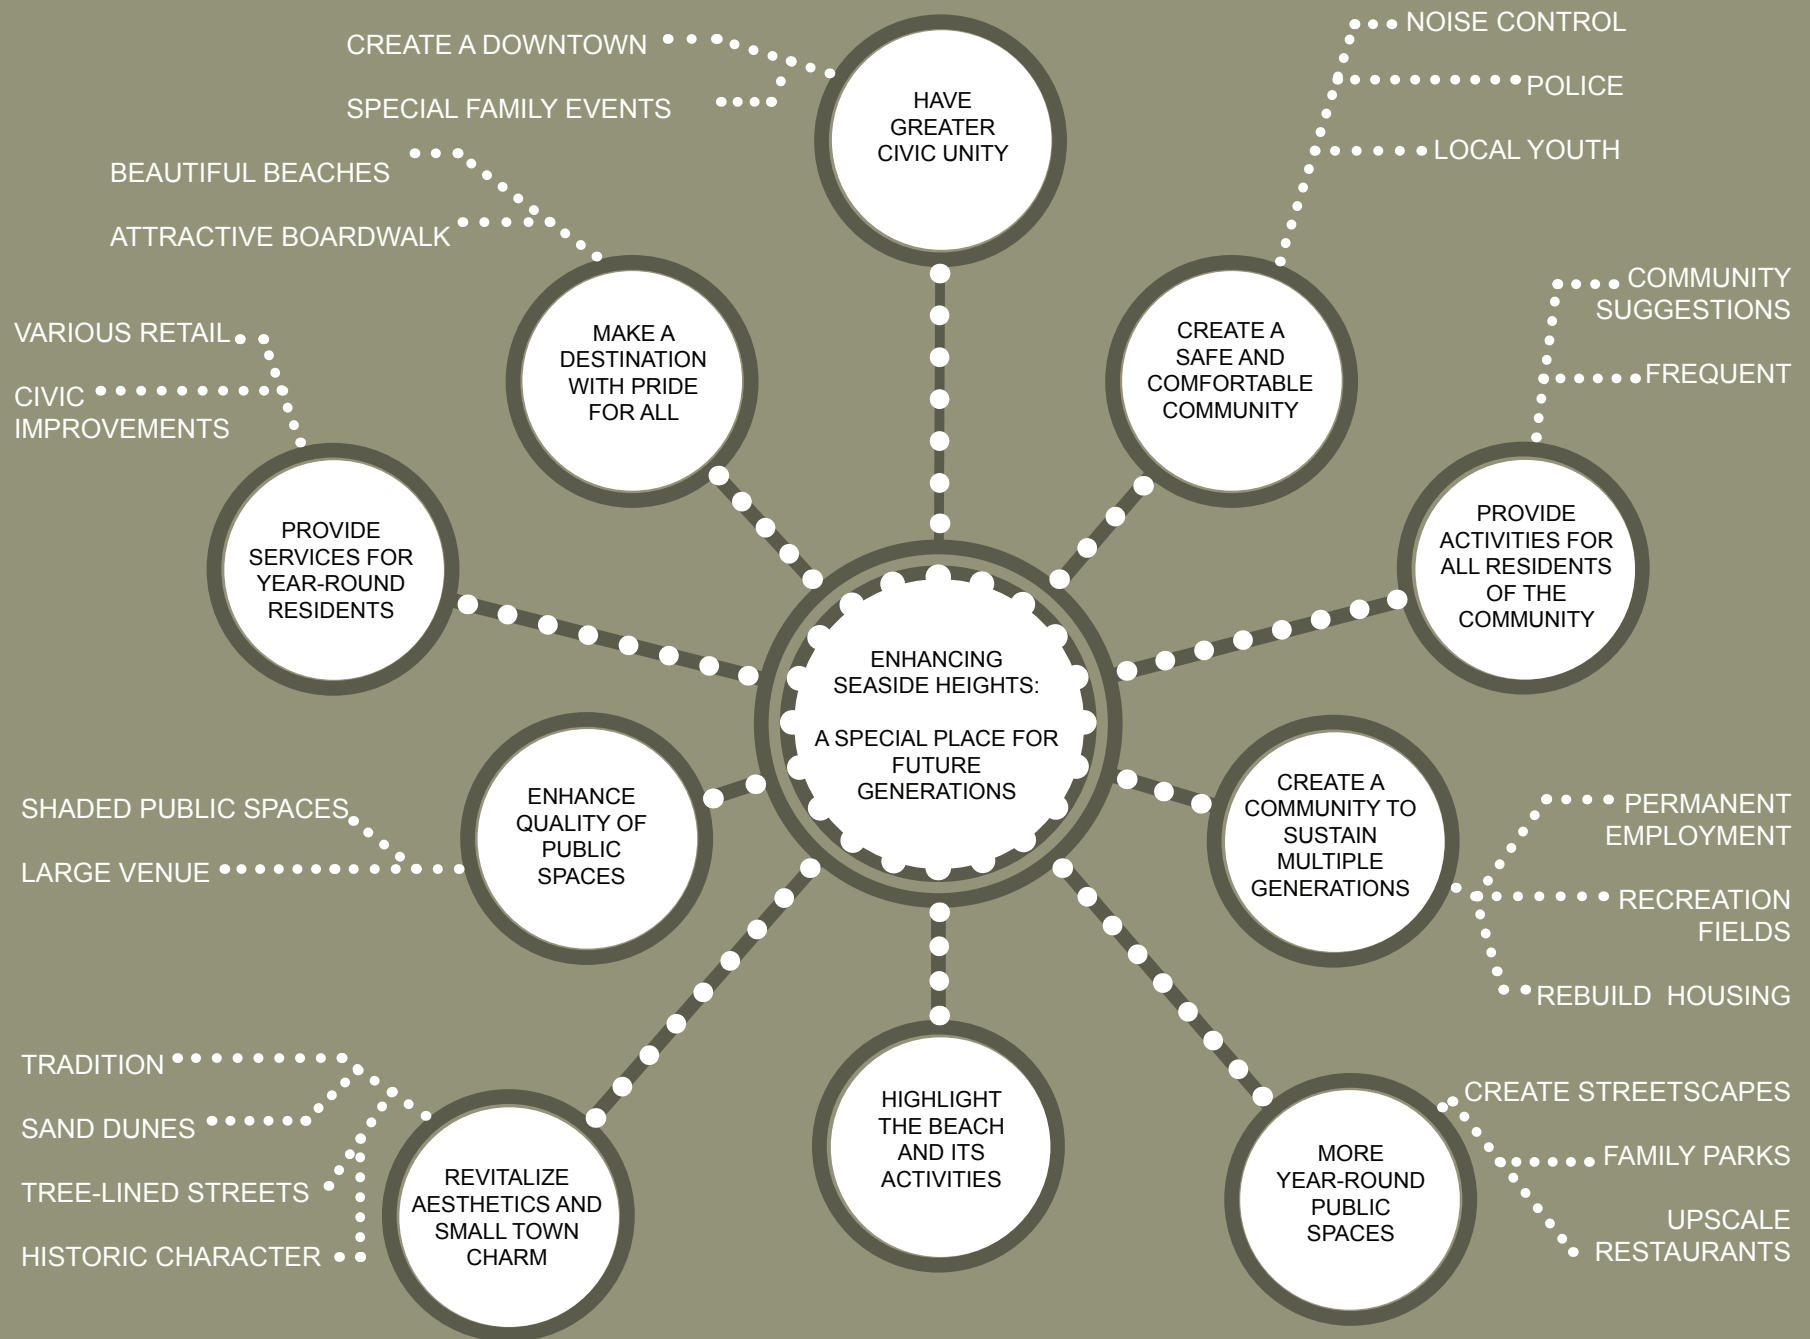 CREATE A DOWNTOWN
SPECIAL FAMILY EVENTS
HAVE
GREATER
CIVIC UNITY
NOISE CONTROL
POLICE
LOCAL YOUTH
BEAUTIFUL BEACHES
ATTRACTIVE BOARDWALK
MAKE A
DESTINATION
WITH PRIDE
FOR ALL
CREATE A
SAFE AND
COMFORTABLE
COMMUNITY
COMMUNITY
SUGGESTIONS
FREQUENT
VARIOUS RETAIL
CIVIC
IMPROVEMENTS
PROVIDE
SERVICES FOR
YEAR-ROUND
RESIDENTS
PROVIDE
ACTIVITIES FOR
ALL RESIDENTS
OF THE
COMMUNITY
ENHANCING
SEASIDE HEIGHTS:
A SPECIAL PLACE FOR
FUTURE
GENERATIONS
SHADED PUBLIC SPACES
LARGE VENUE
ENHANCE
QUALITY OF
PUBLIC
SPACES
CREATE A
COMMUNITY TO
SUSTAIN
MULTIPLE
GENERATIONS
PERMANENT
EMPLOYMENT
RECREATION
FIELDS
REBUILD HOUSING
TRADITION
SAND DUNES
TREE-LINED STREETS
HISTORIC CHARACTER
REVITALIZE
AESTHETICS AND
SMALL TOWN
CHARM
HIGHLIGHT
THE BEACH
AND ITS
ACTIVITIES
MORE
YEAR-ROUND
PUBLIC
SPACES
CREATE STREETSCAPES
FAMILY PARKS
UPSCALE
RESTAURANTS